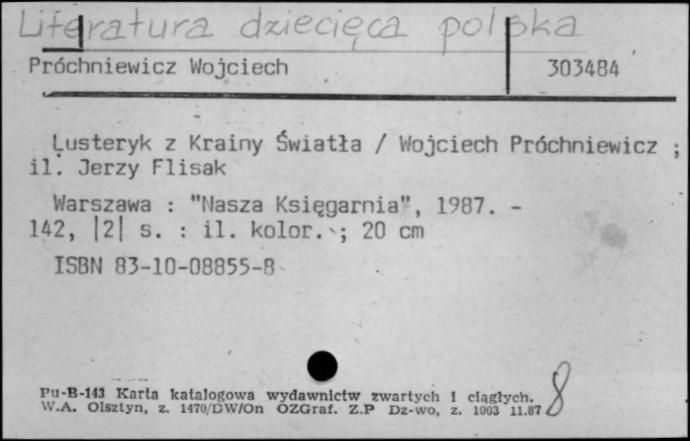 Literatura dziecięca polska
Próchniewicz Wojciech 303484
Lusteryk z Krainy Światła / Wojciech Próchniewicz ;
il. Jerzy Flisak
Warszawa : "Nasza Księgarnia", 1987. -
142, |2| s. : il. kolor. ; 20 cm
ISBN 83-10-08855-8
Pu-B-143 Karta katalogowa wydawnictw zwartych i ciągłych.
W.A. Olsztyn, z. 1470/DW/On OZGraf. Z.P Dz-wo, z. 1003 11.87
8